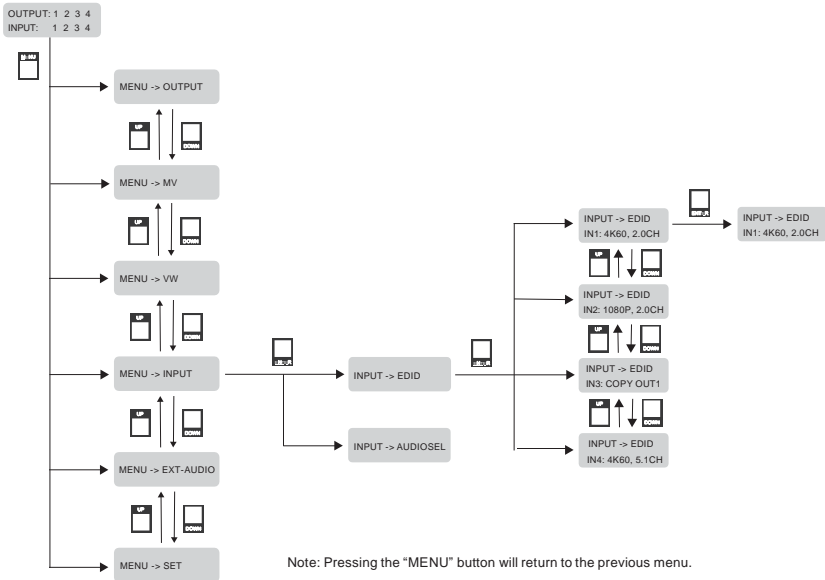 OUTPUT: 1 2 3 4
INPUT: 1 2 3 4
MENU
MENU -> OUTPUT
UP
DOWN
MENU -> MV
UP
DOWN
MENU -> VW
UP
DOWN
MENU -> INPUT
ENTER
INPUT -> EDID
INPUT -> AUDIOSEL
UP
DOWN
MENU -> EXT-AUDIO
UP
DOWN
MENU -> SET
ENTER
INPUT -> EDID
IN1: 4K60, 2.0CH
ENTER
INPUT -> EDID
IN1: 4K60, 2.0CH
UP
DOWN
INPUT -> EDID
IN2: 1080P, 2.0CH
UP
DOWN
INPUT -> EDID
IN3: COPY OUT1
UP
DOWN
INPUT -> EDID
IN4: 4K60, 5.1CH
Note: Pressing the “MENU” button will return to the previous menu.